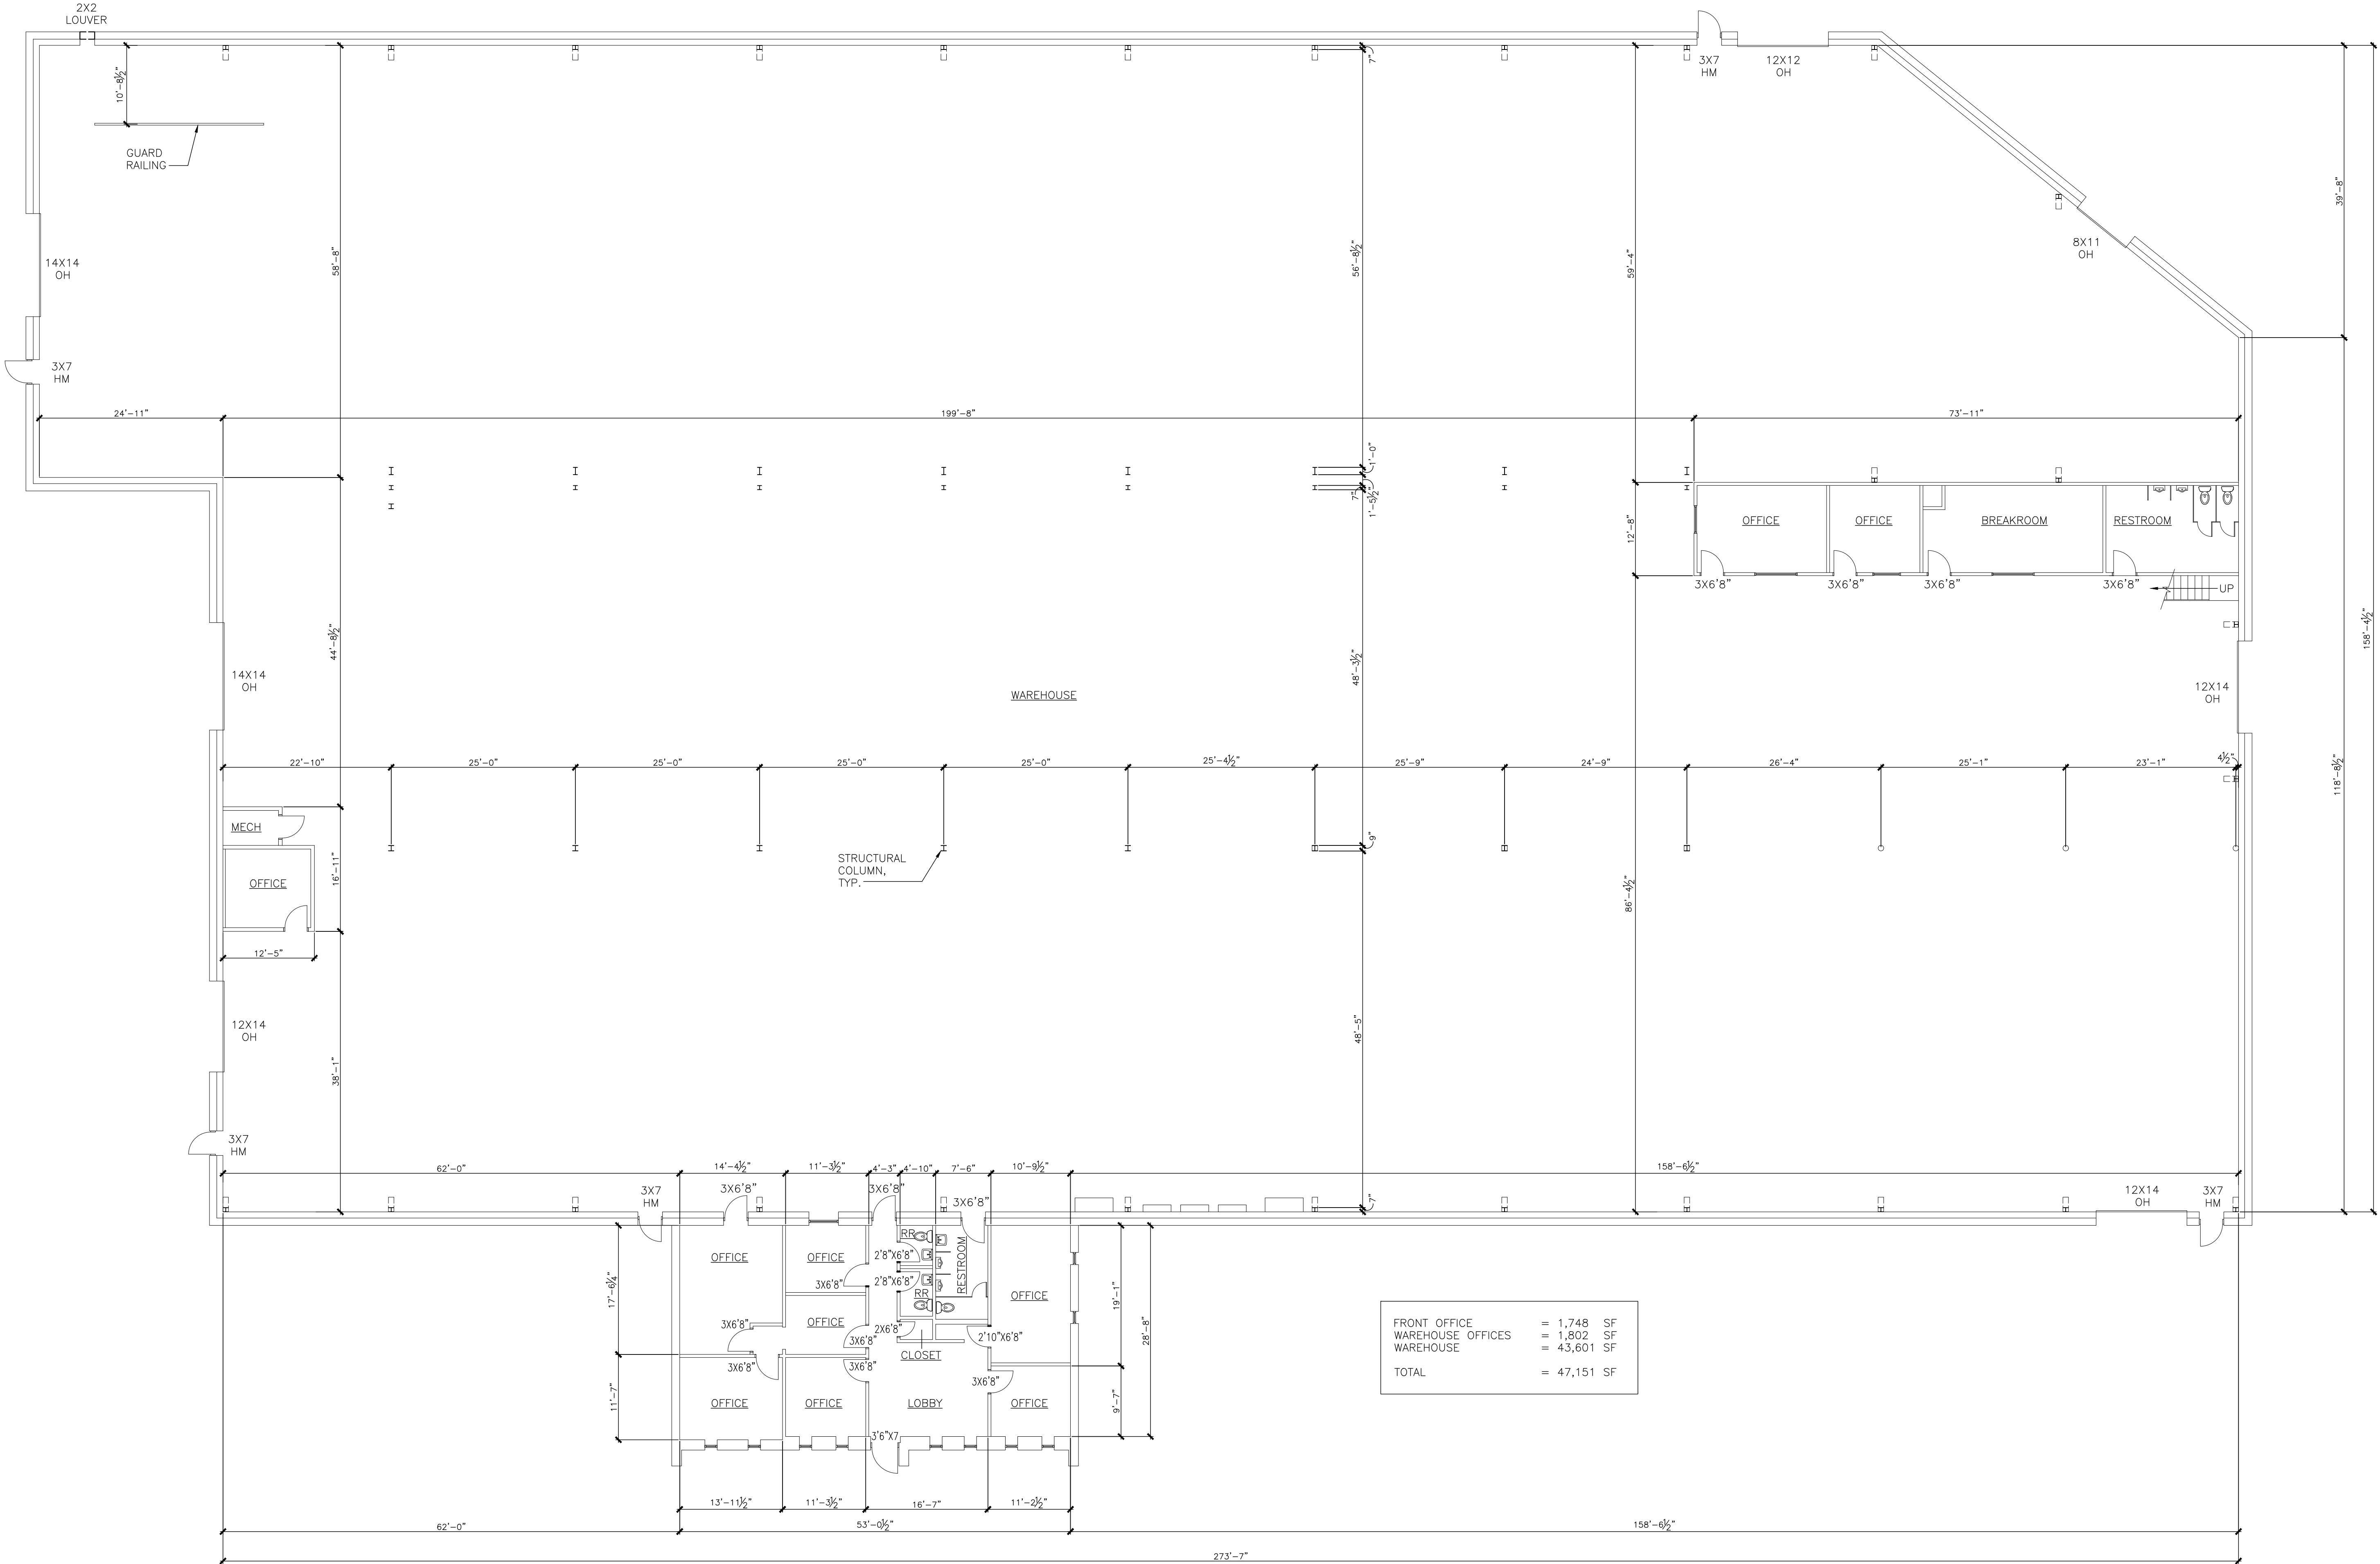 2X2
LOUVER
10'-8½"
GUARD
RAILING
7"
3X7
HM
12X12
OH
39'-8"
8X11
OH
14X14
OH
58'-8"
56'-8½"
59'-4"
3X7
HM
24'-11"
199'-8"
73'-11"
1'-0"
7"
1'-5½"
12'-8"
OFFICE
OFFICE
BREAKROOM
RESTROOM
3X6'8"
3X6'8"
3X6'8"
3X6'8"
UP
158'-4½"
44'-8½"
48'-3½"
14X14
OH
WAREHOUSE
12X14
OH
22'-10"
25'-0"
25'-0"
25'-0"
25'-0"
25'-4½"
25'-9"
24'-9"
26'-4"
25'-1"
23'-1"
4½"
118'-8½"
MECH
OFFICE
16'-11"
12'-5"
STRUCTURAL
COLUMN,
TYP.
9"
86'-4½"
48'-5"
12X14
OH
38'-1"
3X7
HM
62'-0"
14'-4½"
11'-3½"
4'-3"
4'-10"
7'-6"
10'-9½"
158'-6½"
3X7
HM
3X6'8"
3X6'8"
3X6'8"
7"
12X14
OH
3X7
HM
OFFICE
OFFICE
RR
2'8"X6'8"
RESTROOM
3X6'8"
2'8"X6'8"
RR
OFFICE
17'-6¼"
19'-1"
28'-8"
3X6'8"
OFFICE
3X6'8"
2X6'8"
2'10"X6'8"
CLOSET
3X6'8"
3X6'8"
3X6'8"
11'-7"
OFFICE
OFFICE
LOBBY
OFFICE
9'-7"
3'6"X7
FRONT OFFICE = 1,748 SF
WAREHOUSE OFFICES = 1,802 SF
WAREHOUSE = 43,601 SF
TOTAL = 47,151 SF
13'-11½"
11'-3½"
16'-7"
11'-2½"
62'-0"
53'-0½"
158'-6½"
273'-7"